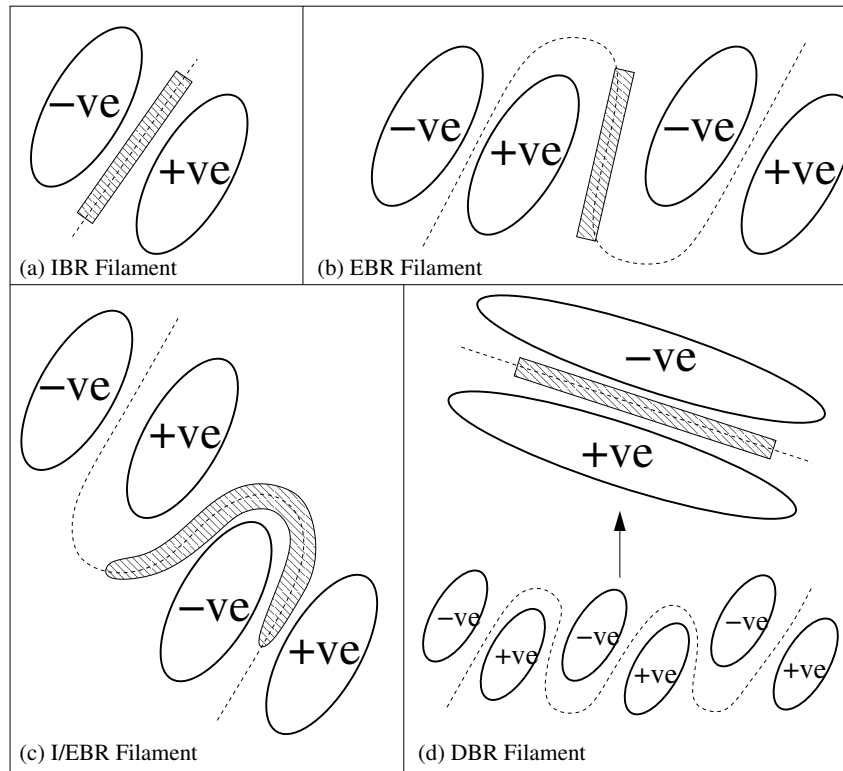 −ve
+ve
(a) IBR Filament
−ve
+ve
−ve
+ve
(b) EBR Filament
−ve
+ve
−ve
+ve
(c) I/EBR Filament
−ve
+ve
−ve
+ve
−ve
+ve
−ve
+ve
(d) DBR Filament